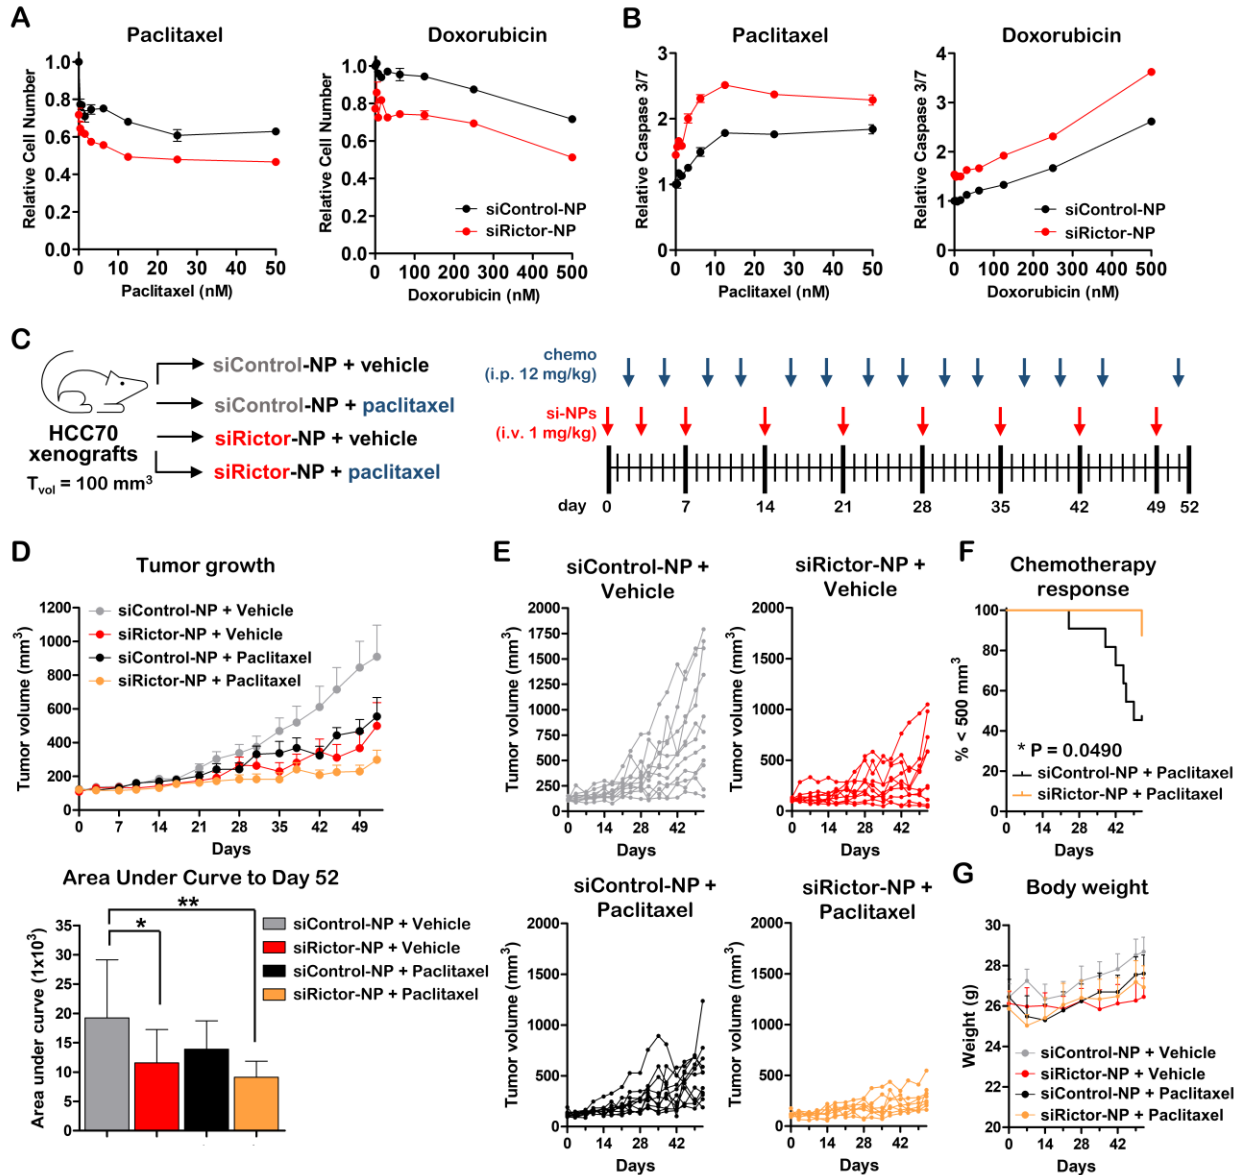 A
Paclitaxel
Relative Cell Number
1.0
0.8
0.6
0.4
0.2
0.0
0 10 20 30 40 50
Paclitaxel (nM)
Doxorubicin
Relative Cell Number
1.0
0.8
0.6
0.4
0.2
0.0
siControl-NP
siRictor-NP
0 100 200 300 400 500
Doxorubicin (nM)
B
Paclitaxel
Relative Caspase 3/7
3
2
1
0
0 10 20 30 40 50
Paclitaxel (nM)
Doxorubicin
Relative Caspase 3/7
4
3
2
1
0
siControl-NP
siRictor-NP
0 100 200 300 400 500
Doxorubicin (nM)
C
HCC70
xenografts
Tvol = 100 mm3
siControl-NP + vehicle
siControl-NP + paclitaxel
siRictor-NP + vehicle
siRictor-NP + paclitaxel
chemo
(i.p. 12 mg/kg)
si-NPs
(i.v. 1 mg/kg)
day 0 7 14 21 28 35 42 49 52
D
Tumor growth
Tumor volume (mm3)
1200
1000
800
600
400
200
0
siControl-NP + Vehicle
siRictor-NP + Vehicle
siControl-NP + Paclitaxel
siRictor-NP + Paclitaxel
0 7 14 21 28 35 42 49
Days
Area Under Curve to Day 52
Area under curve (1x103)
35
30
25
20
15
10
5
0
*
**
siControl-NP + Vehicle
siRictor-NP + Vehicle
siControl-NP + Paclitaxel
siRictor-NP + Paclitaxel
E
siControl-NP +
Vehicle
Tumor volume (mm3)
2000
1750
1500
1250
1000
750
500
250
0
0 14 28 42
Days
siRictor-NP +
Vehicle
Tumor volume (mm3)
2000
1500
1000
500
0
0 14 28 42
Days
siControl-NP +
Paclitaxel
Tumor volume (mm3)
2000
1500
1000
500
0
0 14 28 42
Days
siRictor-NP +
Paclitaxel
Tumor volume (mm3)
2000
1500
1000
500
0
0 14 28 42
Days
F
Chemotherapy
response
% < 500 mm3
100
80
60
40
20
0
* P = 0.0490
siControl-NP + Paclitaxel
siRictor-NP + Paclitaxel
0 14 28 42
Days
G
Body weight
Weight (g)
30
28
26
24
22
20
siControl-NP + Vehicle
siRictor-NP + Vehicle
siControl-NP + Paclitaxel
siRictor-NP + Paclitaxel
0 14 28 42
Days